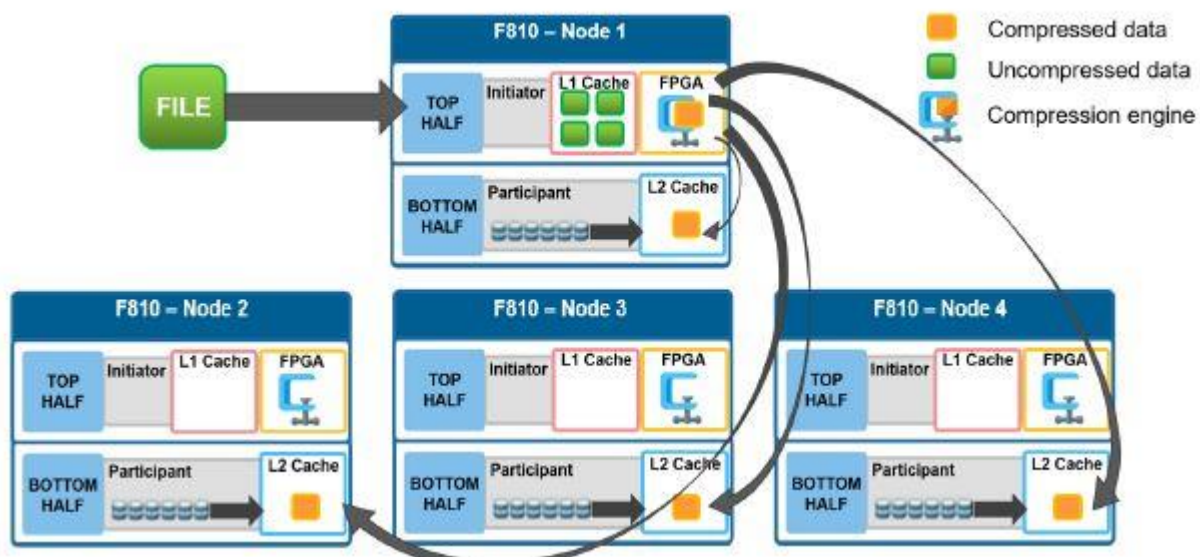 F810 – Node 1
Compressed data
Uncompressed data
Compression engine
FILE
TOP
HALF
Initiator
L1 Cache
FPGA
BOTTOM
HALF
Participant
L2 Cache
F810 – Node 2
TOP
HALF
Initiator
L1 Cache
FPGA
BOTTOM
HALF
Participant
L2 Cache
F810 – Node 3
TOP
HALF
Initiator
L1 Cache
FPGA
BOTTOM
HALF
Participant
L2 Cache
F810 – Node 4
TOP
HALF
Initiator
L1 Cache
FPGA
BOTTOM
HALF
Participant
L2 Cache